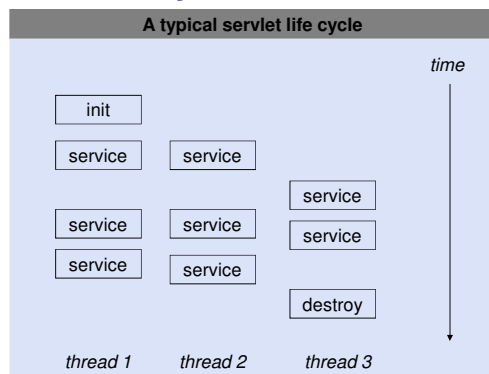 A typical servlet life cycle
time
init
service service
service
service service
service
service
service
destroy
thread 1 thread 2 thread 3